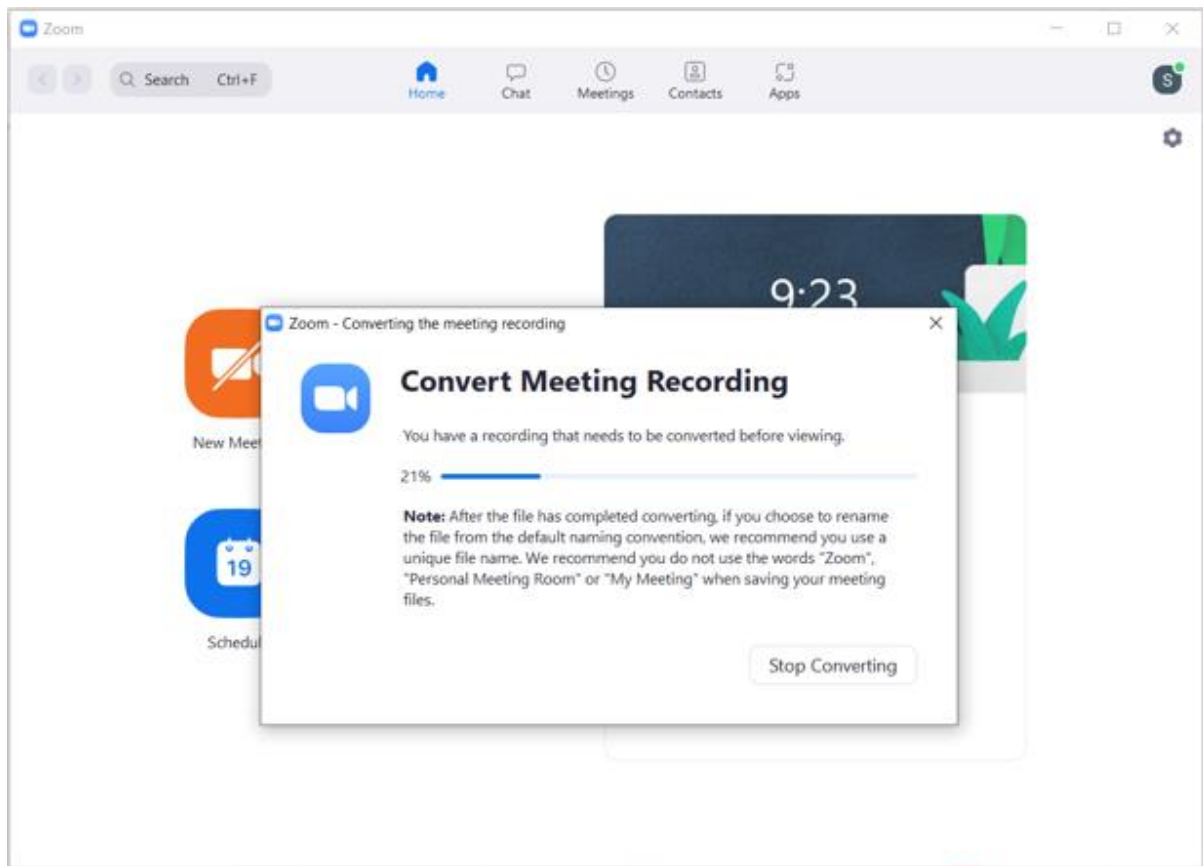 Zoom
Search Ctrl+F
Home Chat Meetings Contacts Apps
S
9:23
Zoom - Converting the meeting recording
Convert Meeting Recording
You have a recording that needs to be converted before viewing.
21%
Note: After the file has completed converting, if you choose to rename
the file from the default naming convention, we recommend you use a
unique file name. We recommend you do not use the words "Zoom",
"Personal Meeting Room" or "My Meeting" when saving your meeting
files.
Stop Converting
New Meet
19
Schedul